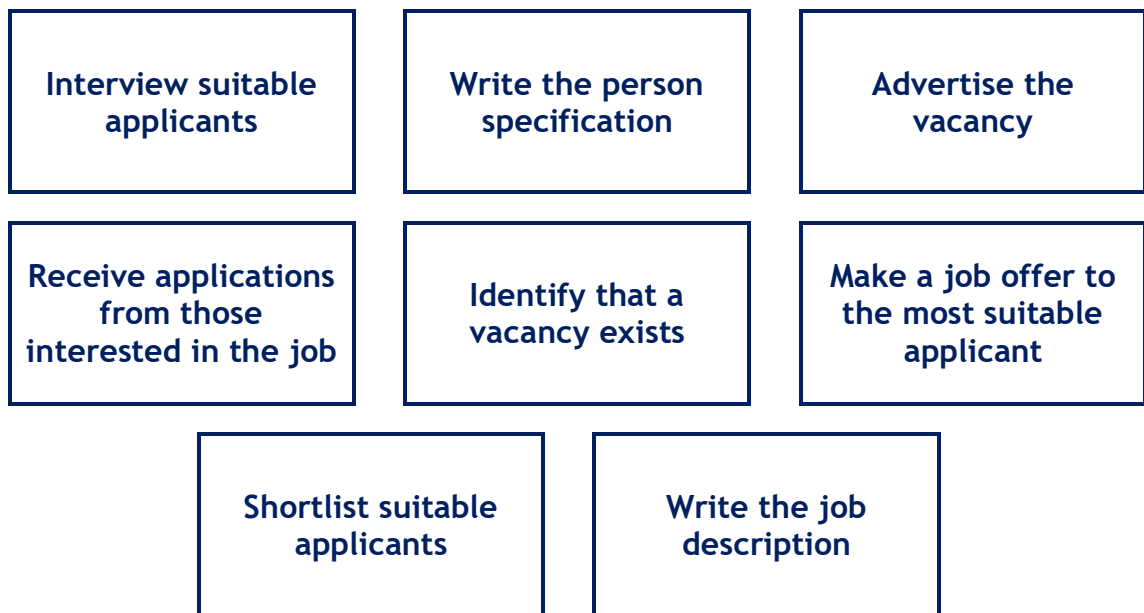 Interview suitable
applicants
Write the person
specification
Advertise the
vacancy
Receive applications
from those
interested in the job
Identify that a
vacancy exists
Make a job offer to
the most suitable
applicant
Shortlist suitable
applicants
Write the job
description